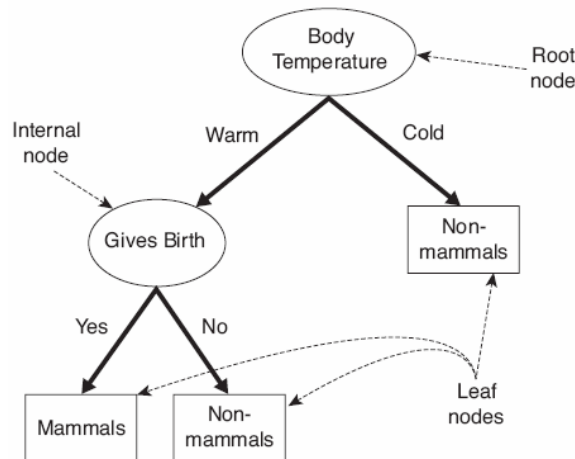 Body
Temperature
Root
node
Internal
node
Warm
Cold
Gives Birth
Non-
mammals
Yes
No
Mammals
Non-
mammals
Leaf
nodes